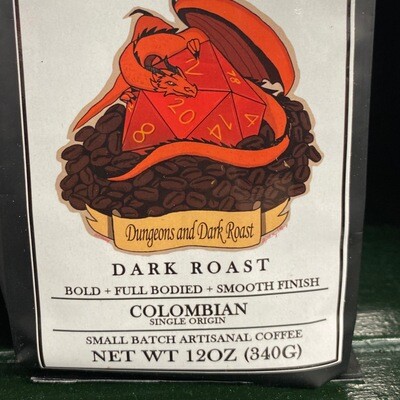 20
8
14
4
Dungeons and Dark Roast
DARK ROAST
BOLD + FULL BODIED + SMOOTH FINISH
COLOMBIAN
SINGLE ORIGIN
SMALL BATCH ARTISANAL COFFEE
NET WT 12OZ (340G)